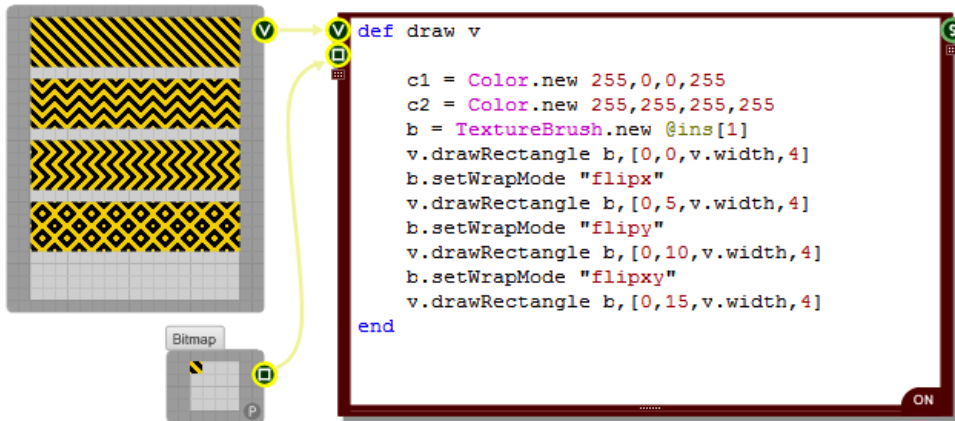 V
V
def draw v
S
c1 = Color.new 255,0,0,255
c2 = Color.new 255,255,255,255
b = TextureBrush.new @ins[1]
v.drawRectangle b,[0,0,v.width,4]
b.setWrapMode "flipx"
v.drawRectangle b,[0,5,v.width,4]
b.setWrapMode "flipy"
v.drawRectangle b,[0,10,v.width,4]
b.setWrapMode "flipxy"
v.drawRectangle b,[0,15,v.width,4]
end
Bitmap
P
ON